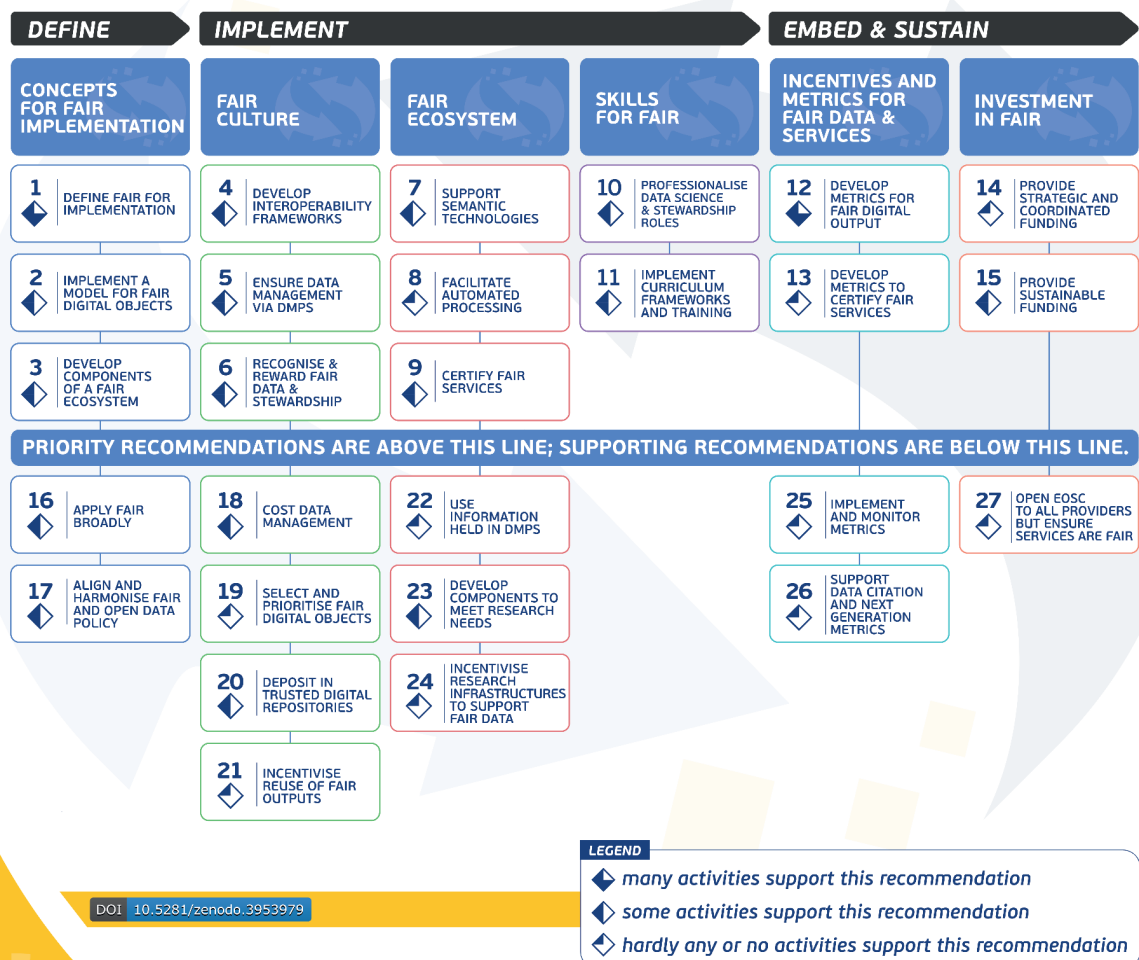 DEFINE
IMPLEMENT
EMBED & SUSTAIN
CONCEPTS
FOR FAIR
IMPLEMENTATION
FAIR
CULTURE
FAIR
ECOSYSTEM
SKILLS
FOR FAIR
INCENTIVES AND
METRICS FOR
FAIR DATA &
SERVICES
INVESTMENT
IN FAIR
1
DEFINE FAIR FOR
IMPLEMENTATION
4
DEVELOP
INTEROPERABILITY
FRAMEWORKS
7
SUPPORT
SEMANTIC
TECHNOLOGIES
10
PROFESSIONALISE
DATA SCIENCE
& STEWARDSHIP
ROLES
12
DEVELOP
METRICS FOR
FAIR DIGITAL
OUTPUT
14
PROVIDE
STRATEGIC AND
COORDINATED
FUNDING
2
IMPLEMENT A
MODEL FOR FAIR
DIGITAL OBJECTS
5
ENSURE DATA
MANAGEMENT
VIA DMPS
8
FACILITATE
AUTOMATED
PROCESSING
11
IMPLEMENT
CURRICULUM
FRAMEWORKS
AND TRAINING
13
DEVELOP
METRICS TO
CERTIFY FAIR
SERVICES
15
PROVIDE
SUSTAINABLE
FUNDING
3
DEVELOP
COMPONENTS
OF A FAIR
ECOSYSTEM
6
RECOGNISE &
REWARD FAIR
DATA &
STEWARDSHIP
9
CERTIFY FAIR
SERVICES
PRIORITY RECOMMENDATIONS ARE ABOVE THIS LINE; SUPPORTING RECOMMENDATIONS ARE BELOW THIS LINE.
16
APPLY FAIR
BROADLY
18
COST DATA
MANAGEMENT
22
USE
INFORMATION
HELD IN DMPS
25
IMPLEMENT
AND MONITOR
METRICS
27
OPEN EOSC
TO ALL PROVIDERS
BUT ENSURE
SERVICES ARE FAIR
17
ALIGN AND
HARMONISE FAIR
AND OPEN DATA
POLICY
19
SELECT AND
PRIORITISE FAIR
DIGITAL OBJECTS
23
DEVELOP
COMPONENTS TO
MEET RESEARCH
NEEDS
26
SUPPORT
DATA CITATION
AND NEXT
GENERATION
METRICS
20
DEPOSIT IN
TRUSTED DIGITAL
REPOSITORIES
24
INCENTIVISE
RESEARCH
INFRASTRUCTURES
TO SUPPORT
FAIR DATA
21
INCENTIVISE
REUSE OF FAIR
OUTPUTS
LEGEND
many activities support this recommendation
some activities support this recommendation
hardly any or no activities support this recommendation
DOI 10.5281/zenodo.3953979